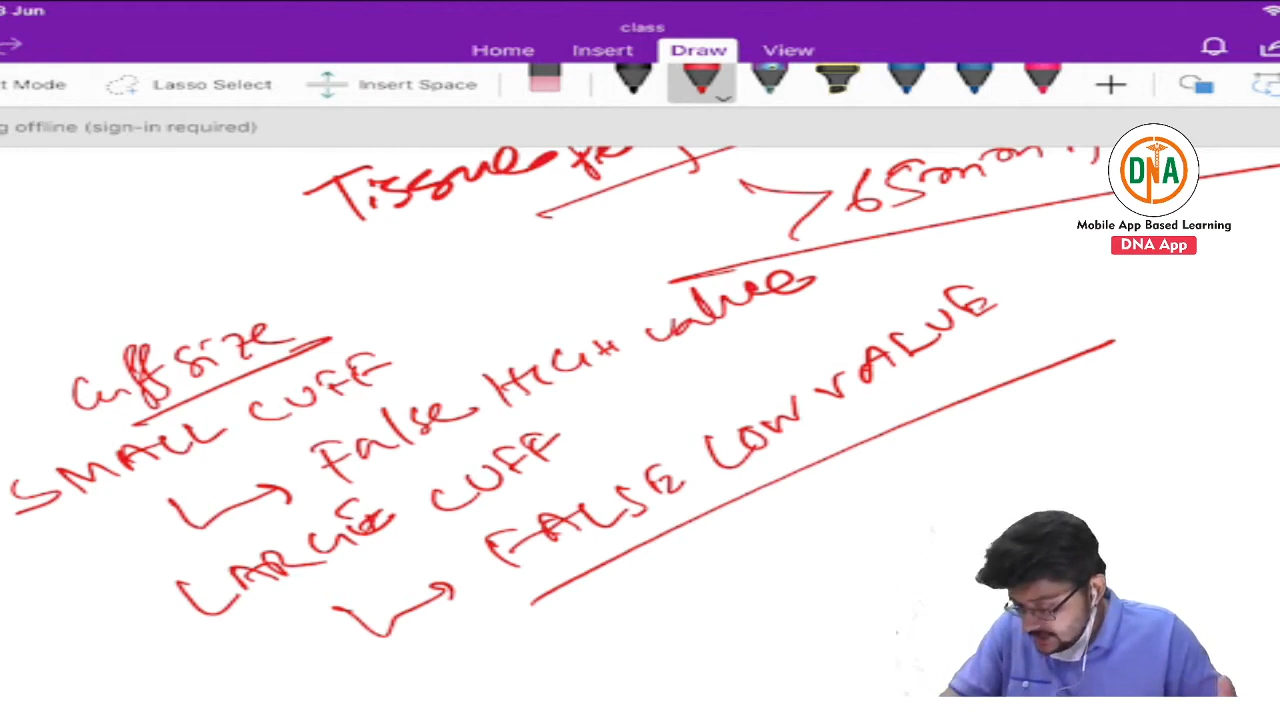 3 Jun
class
Home Insert Draw View
t Mode Lasso Select Insert Space
g offline (sign-in required)
Tissue
>65mm
DNA
Mobile App Based Learning
DNA App
Cuff size
SMALL CUFF
False HIGH value
LARGE CUFF
FALSE LOW VALUE